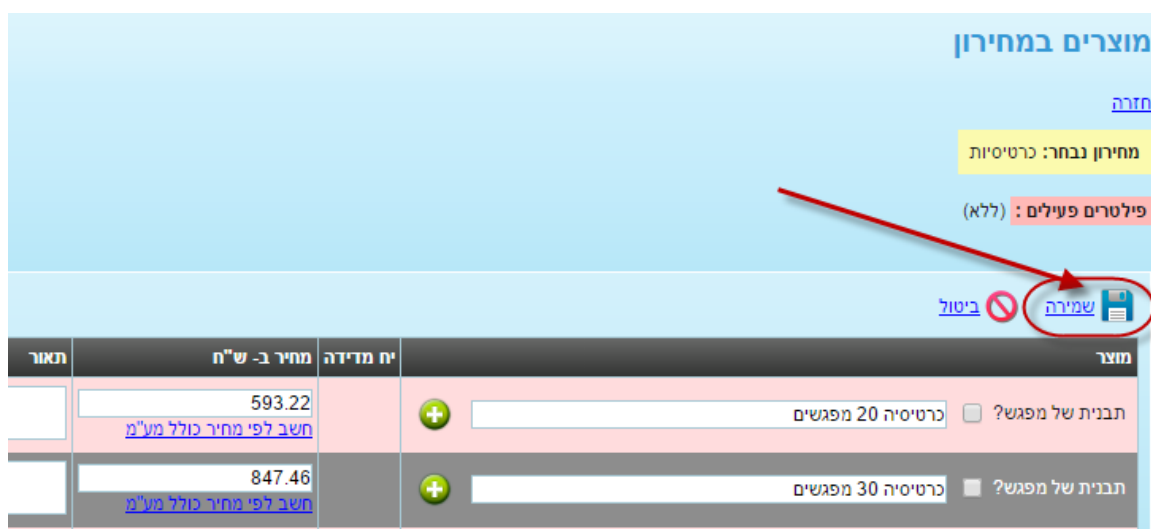 מוצרים במחירון
חזרה
מחירון נבחר: כרטיסיות
פילטרים פעילים : (ללא)
שמירה ביטול
מוצר יח מדידה מחיר ב- ש"ח תאור
תבנית של מפגש? כרטיסיה 20 מפגשים 593.22
חשב לפי מחיר כולל מע"מ
תבנית של מפגש? כרטיסיה 30 מפגשים 847.46
חשב לפי מחיר כולל מע"מ